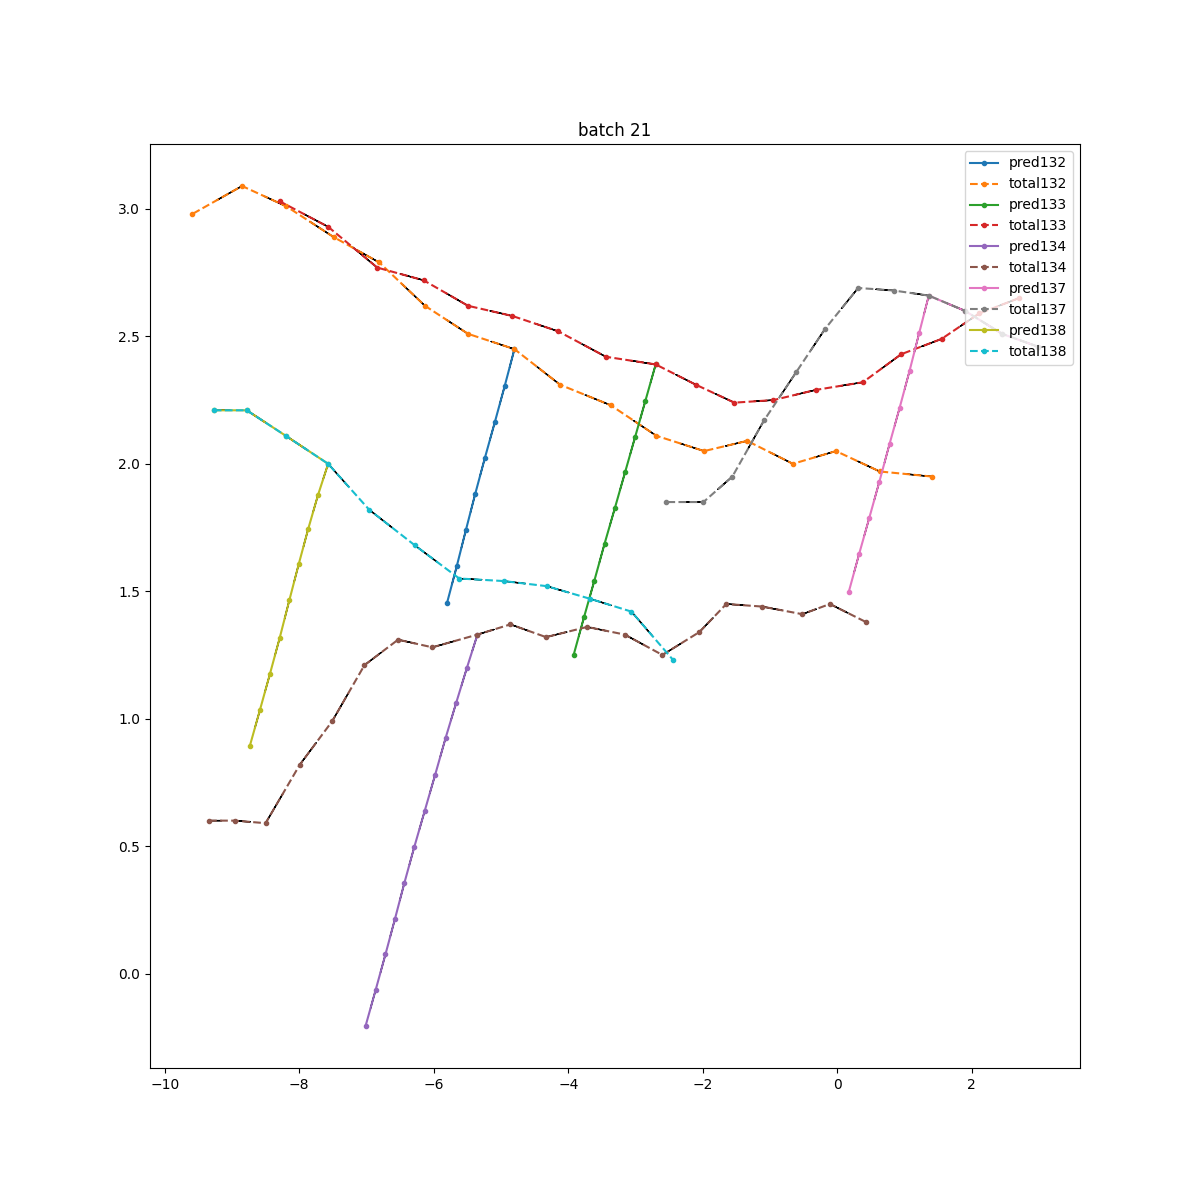 batch 21
pred132
total132
pred133
total133
pred134
total134
pred137
total137
pred138
total138
3.0
2.5
2.0
1.5
1.0
0.5
0.0
−10 −8 −6 −4 −2 0 2